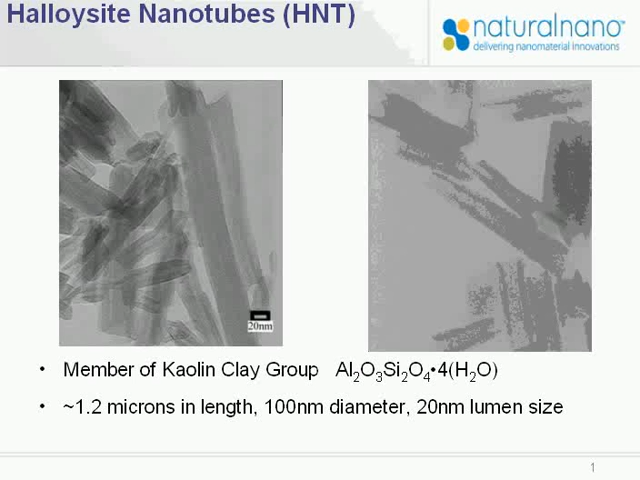 Halloysite Nanotubes (HNT)
naturalnano™
delivering nanomaterial innovations
20nm
• Member of Kaolin Clay Group Al₂O₃Si₂O₄•4(H₂O)
• ~1.2 microns in length, 100nm diameter, 20nm lumen size
1